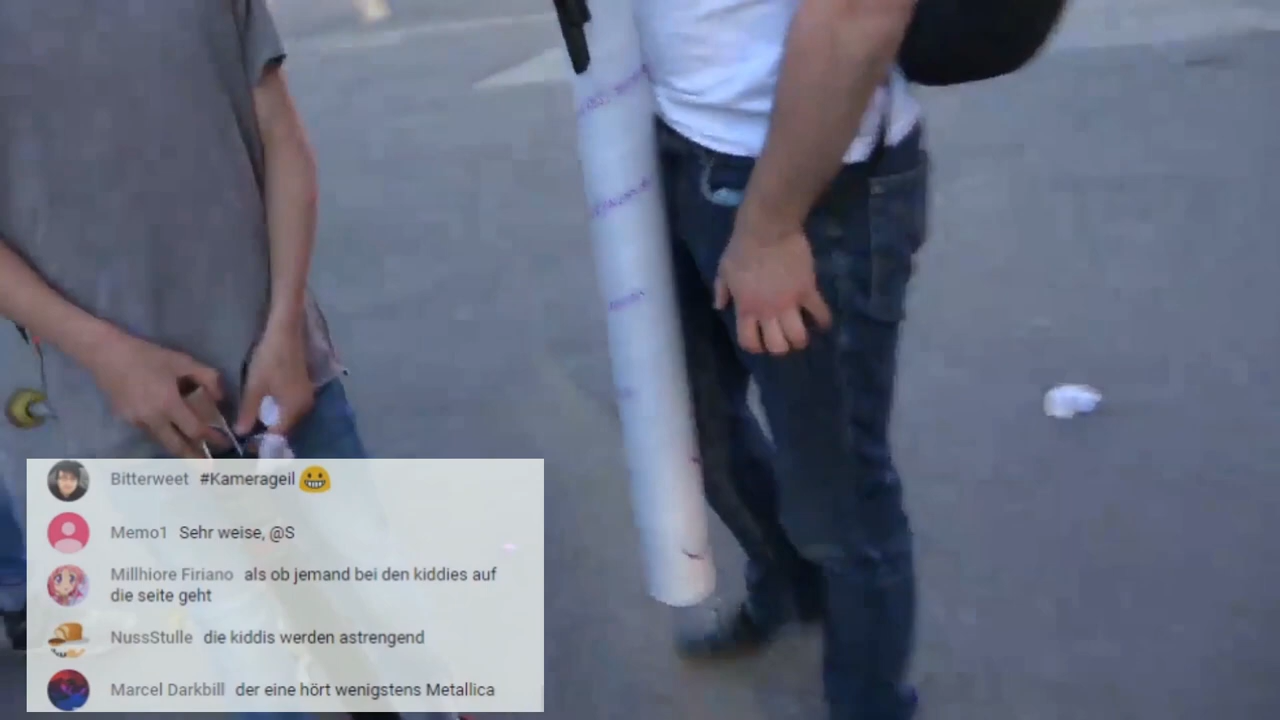 Bitterweet #Kamerageil
Memo1 Sehr weise, @S
Millhiore Firiano als ob jemand bei den kiddies auf
die seite geht
NussStulle die kiddis werden astrengend
Marcel Darkbill der eine hört wenigstens Metallica